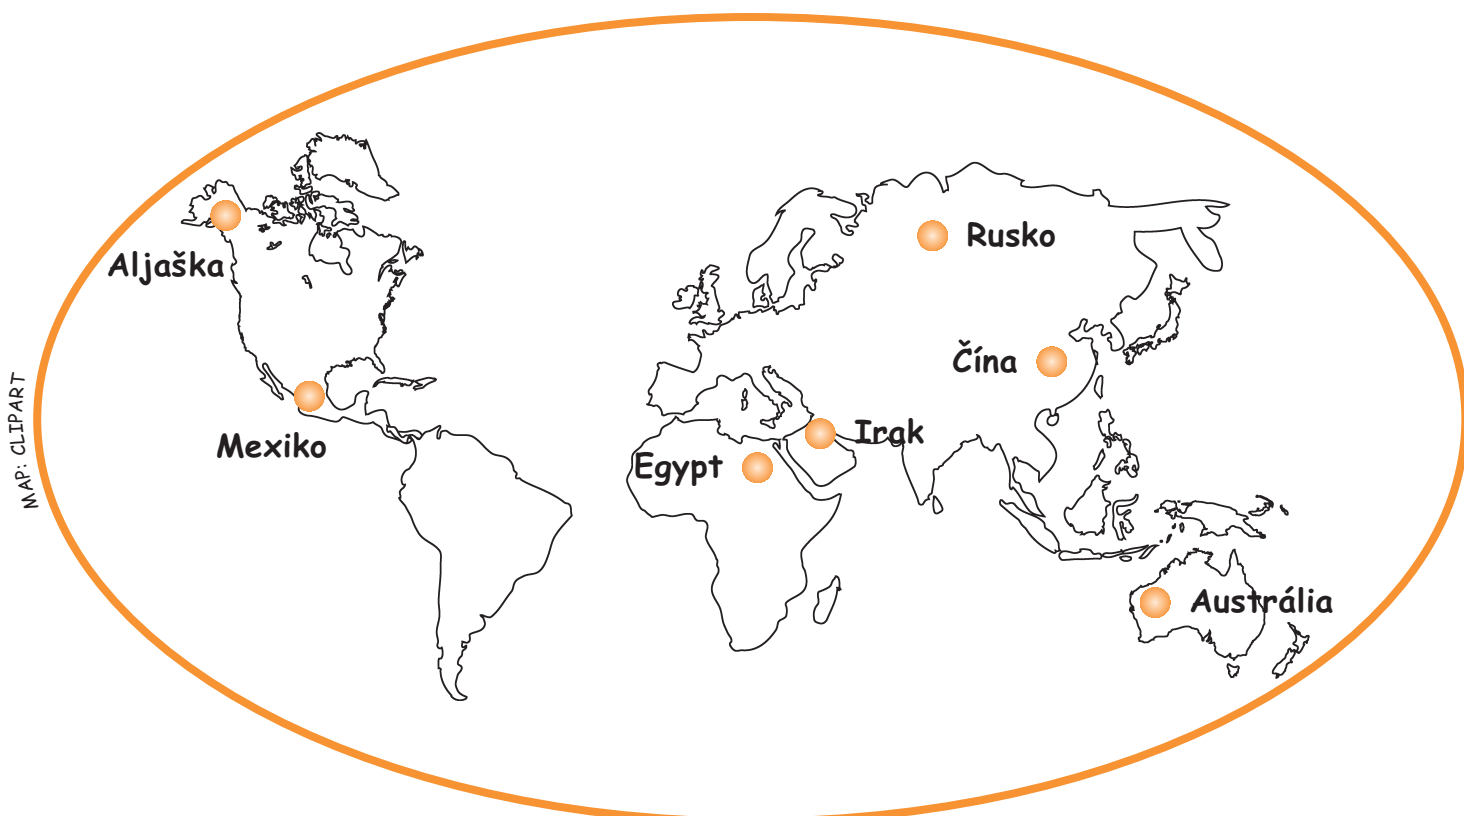 Aljaška
Rusko
Čína
Mexiko
Irak
Egypt
Austrália
MAP: CLIPART